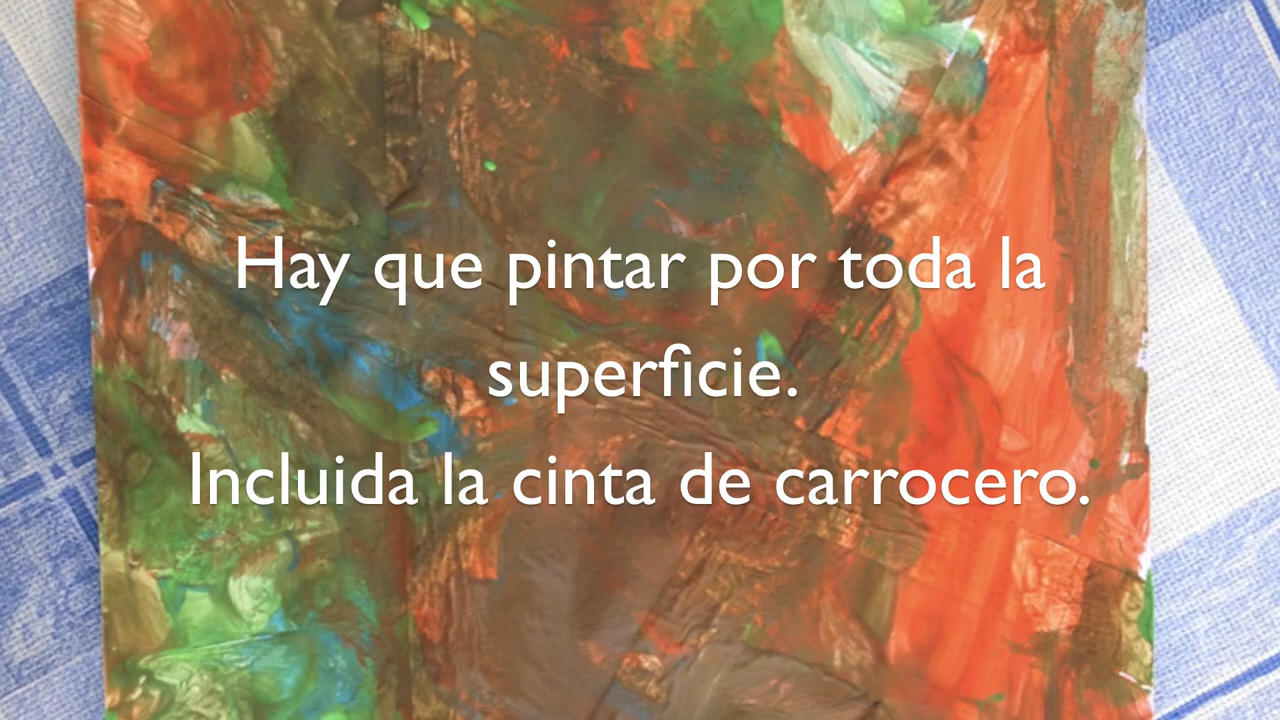 Hay que pintar por toda la
superficie.
Incluida la cinta de carrocero.